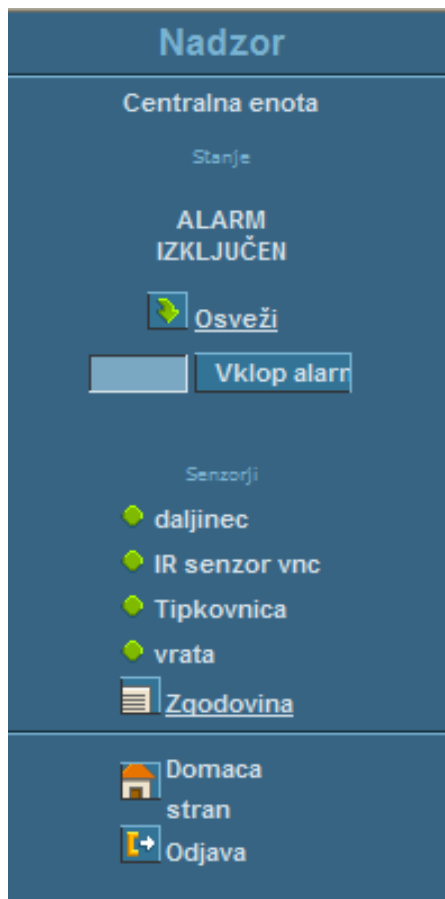 Nadzor
Centralna enota
Stanje
ALARM
IZKLJUČEN
Osveži
Vklop alarr
Senzorji
daljinec
IR senzor vnc
Tipkovnica
vrata
Zgodovina
Domaca
stran
Odjava